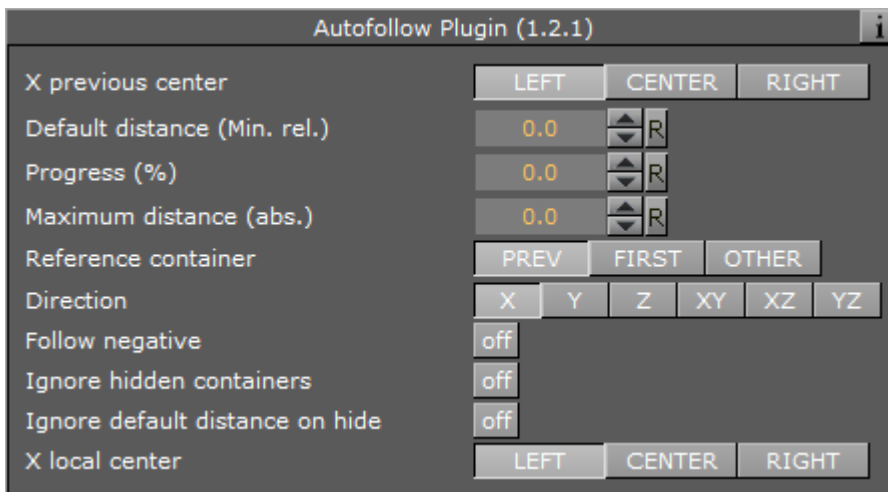 Autofollow Plugin (1.2.1) i
X previous center LEFT CENTER RIGHT
Default distance (Min. rel.) 0.0 R
Progress (%) 0.0 R
Maximum distance (abs.) 0.0 R
Reference container PREV FIRST OTHER
Direction X Y Z XY XZ YZ
Follow negative off
Ignore hidden containers off
Ignore default distance on hide off
X local center LEFT CENTER RIGHT